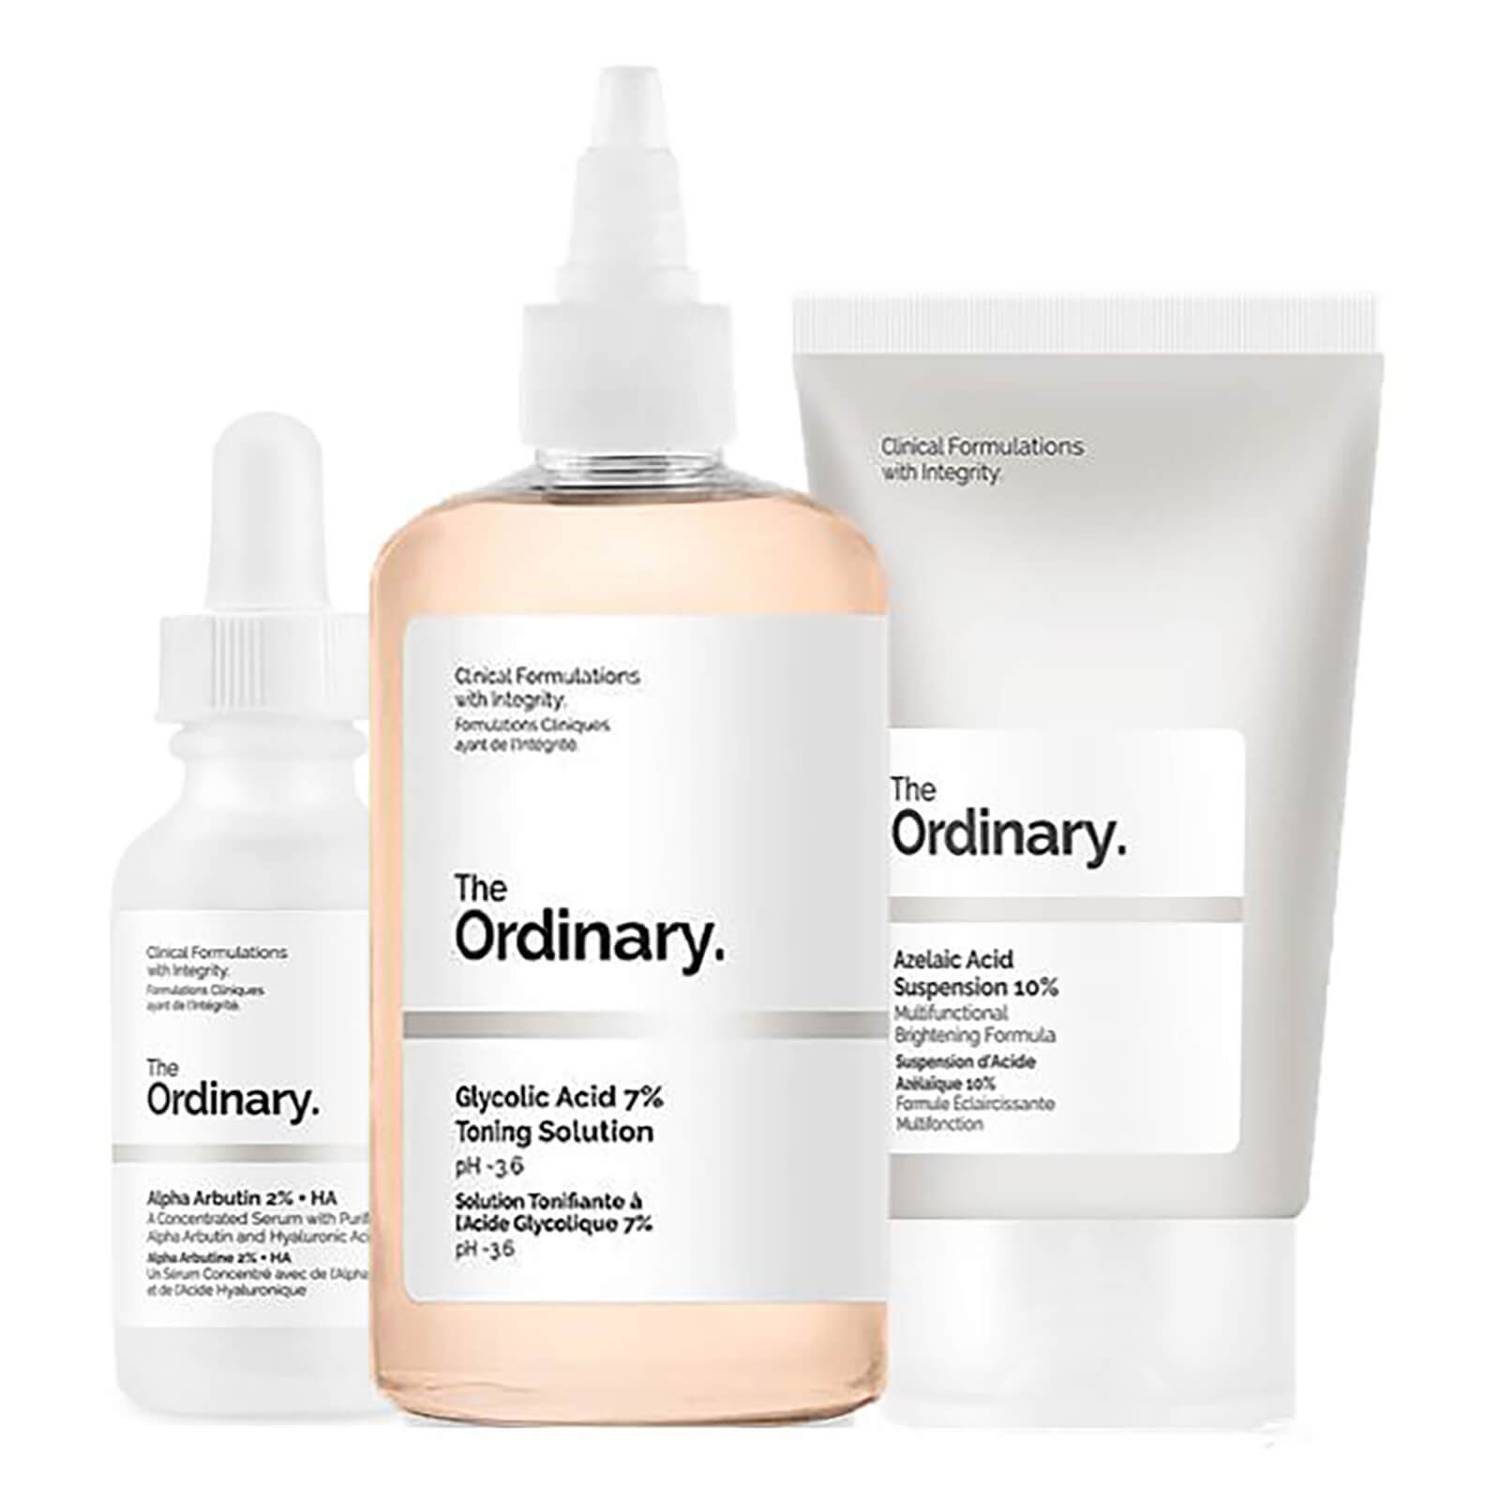 Clinical Formulations
with Integrity.
Formulations Cliniques
ayant de l'Intégrité.
The
Ordinary.
Alpha Arbutin 2% + HA
A Concentrated Serum with
Alpha Arbutin and Hyaluronic
Alpha Arbutine 2% + HA
Un Sérum Concentré avec de l'Alpha
et de l'Acide Hyaluronique
Clinical Formulations
with Integrity.
Formulations Cliniques
ayant de l'Intégrité.
The
Ordinary.
Glycolic Acid 7%
Toning Solution
pH ~3.6
Solution Tonifiante à
l'Acide Glycolique 7%
pH ~3.6
Clinical Formulations
with Integrity.
The
Ordinary.
Azelaic Acid
Suspension 10%
Multifunctional
Brightening Formula
Suspension d'Acide
Azélaïque 10%
Formule Éclaircissante
Multifonction